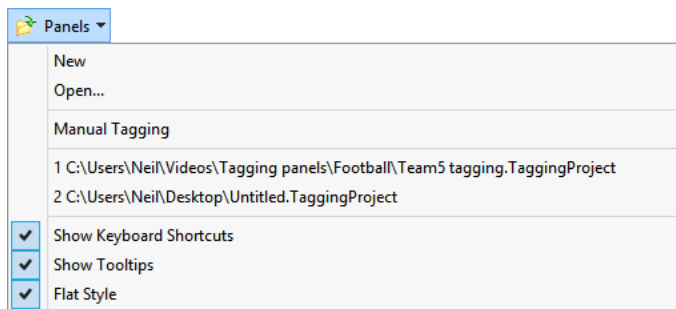 Panels
New
Open...
Manual Tagging
1 C:\Users\Neil\Videos\Tagging panels\Football\Team5 tagging.TaggingProject
2 C:\Users\Neil\Desktop\Untitled.TaggingProject
Show Keyboard Shortcuts
Show Tooltips
Flat Style